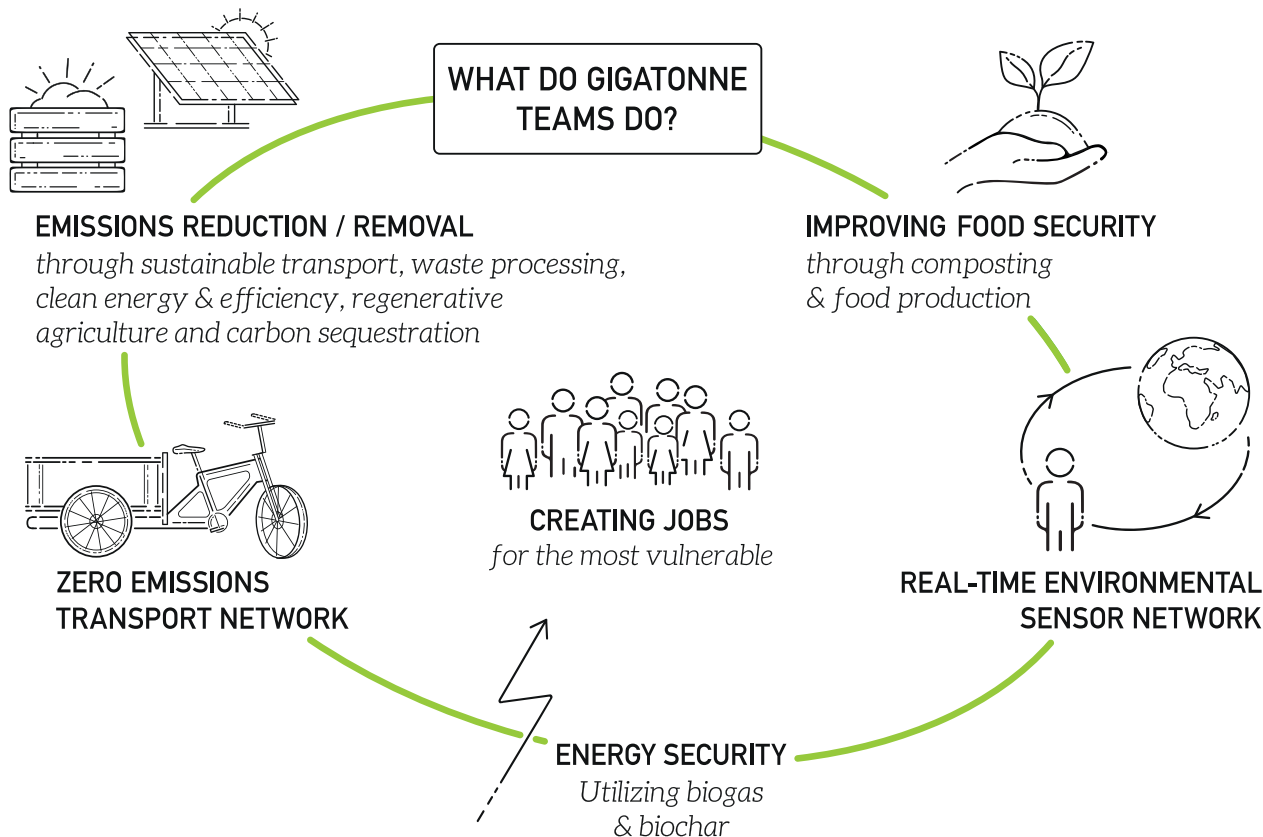 WHAT DO GIGATONNE
TEAMS DO?
EMISSIONS REDUCTION / REMOVAL
through sustainable transport, waste processing,
clean energy & efficiency, regenerative
agriculture and carbon sequestration
IMPROVING FOOD SECURITY
through composting
& food production
CREATING JOBS
for the most vulnerable
ZERO EMISSIONS
TRANSPORT NETWORK
REAL-TIME ENVIRONMENTAL
SENSOR NETWORK
ENERGY SECURITY
Utilizing biogas
& biochar